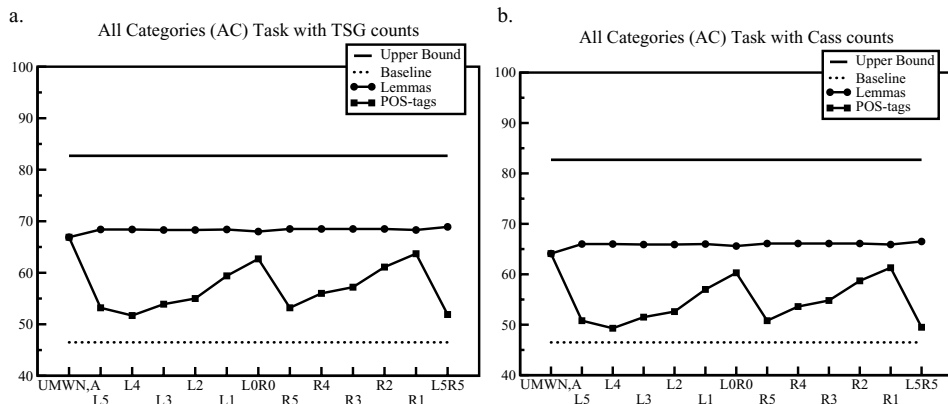 a.
All Categories (AC) Task with TSG counts
Upper Bound
Baseline
Lemmas
POS-tags
100
90
80
70
60
50
40
UMWN,A L4 L2 L0R0 R4 R2 L5R5
L5 L3 L1 R5 R3 R1
b.
All Categories (AC) Task with Cass counts
Upper Bound
Baseline
Lemmas
POS-tags
100
90
80
70
60
50
40
UMWN,A L4 L2 L0R0 R4 R2 L5R5
L5 L3 L1 R5 R3 R1